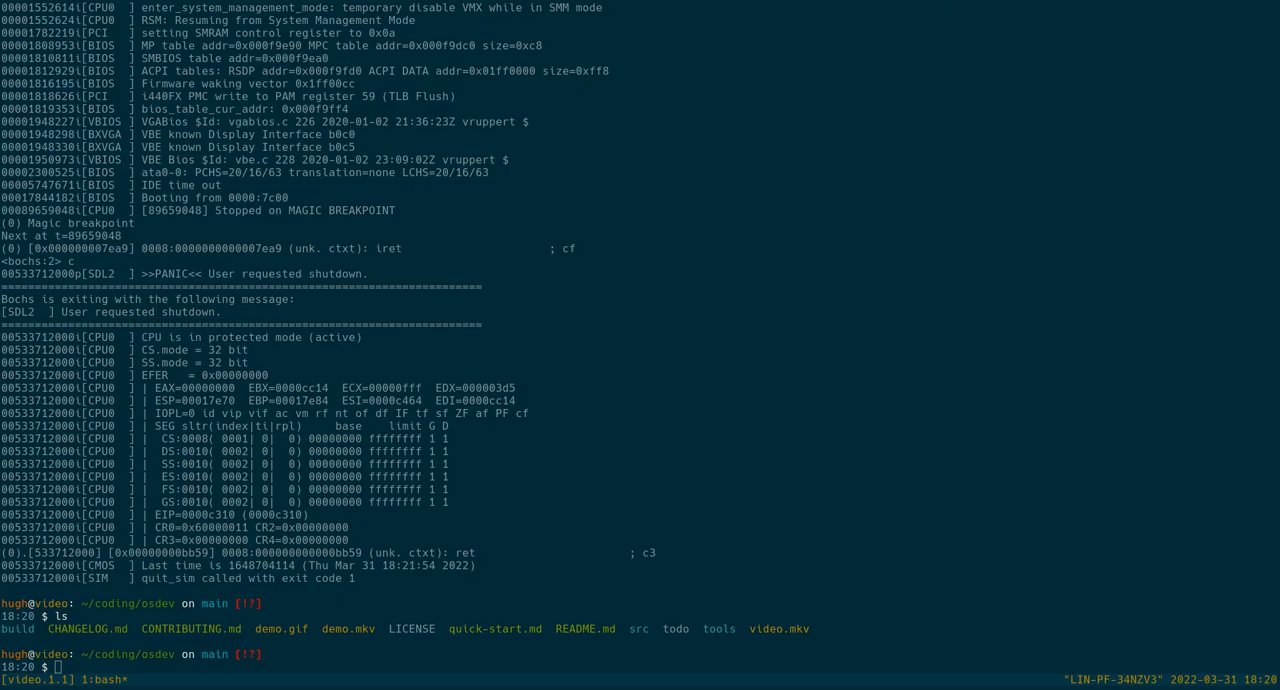 00001552614i[CPU0  ] enter_system_management_mode: temporary disable VMX while in SMM mode
00001552624i[CPU0  ] RSM: Resuming from System Management Mode
00001782219i[PCI   ] setting SMRAM control register to 0x0a
00001808953i[BIOS  ] MP table addr=0x000f9e90 MPC table addr=0x000f9dc0 size=0xc8
00001810811i[BIOS  ] SMBIOS table addr=0x000f9ea0
00001812929i[BIOS  ] ACPI tables: RSDP addr=0x000f9fd0 ACPI DATA addr=0x01ff0000 size=0xff8
00001816195i[BIOS  ] Firmware waking vector 0x1ff00cc
00001818626i[PCI   ] i440FX PMC write to PAM register 59 (TLB Flush)
00001819353i[BIOS  ] bios_table_cur_addr: 0x000f9ff4
00001948227i[VBIOS ] VGABios $Id: vgabios.c 226 2020-01-02 21:36:23Z vruppert $
00001948298i[BXVGA ] VBE known Display Interface b0c0
00001948330i[BXVGA ] VBE known Display Interface b0c5
00001950973i[VBIOS ] VBE Bios $Id: vbe.c 228 2020-01-02 23:09:02Z vruppert $
00002300525i[BIOS  ] ata0-0: PCHS=20/16/63 translation=none LCHS=20/16/63
00005747671i[BIOS  ] IDE time out
00017844182i[BIOS  ] Booting from 0000:7c00
00089659048i[CPU0  ] [89659048] Stopped on MAGIC BREAKPOINT
(0) Magic breakpoint
Next at t=89659048
(0) [0x000000007ea9] 0008:0000000000007ea9 (unk. ctxt): iret                      ; cf
<bochs:2> c
00533712000p[SDL2  ] >>PANIC<< User requested shutdown.
========================================================================
Bochs is exiting with the following message:
[SDL2  ] User requested shutdown.
========================================================================
00533712000i[CPU0  ] CPU is in protected mode (active)
00533712000i[CPU0  ] CS.mode = 32 bit
00533712000i[CPU0  ] SS.mode = 32 bit
00533712000i[CPU0  ] EFER   = 0x00000000
00533712000i[CPU0  ] | EAX=00000000  EBX=0000cc14  ECX=00000fff  EDX=000003d5
00533712000i[CPU0  ] | ESP=00017e70  EBP=00017e84  ESI=0000c464  EDI=0000cc14
00533712000i[CPU0  ] | IOPL=0 id vip vif ac vm rf nt of df IF tf sf ZF af PF cf
00533712000i[CPU0  ] | SEG sltr(index|ti|rpl)     base    limit G D
00533712000i[CPU0  ] |  CS:0008( 0001| 0|  0) 00000000 ffffffff 1 1
00533712000i[CPU0  ] |  DS:0010( 0002| 0|  0) 00000000 ffffffff 1 1
00533712000i[CPU0  ] |  SS:0010( 0002| 0|  0) 00000000 ffffffff 1 1
00533712000i[CPU0  ] |  ES:0010( 0002| 0|  0) 00000000 ffffffff 1 1
00533712000i[CPU0  ] |  FS:0010( 0002| 0|  0) 00000000 ffffffff 1 1
00533712000i[CPU0  ] |  GS:0010( 0002| 0|  0) 00000000 ffffffff 1 1
00533712000i[CPU0  ] | EIP=0000c310 (0000c310)
00533712000i[CPU0  ] | CR0=0x60000011 CR2=0x00000000
00533712000i[CPU0  ] | CR3=0x00000000 CR4=0x00000000
(0).[533712000] [0x00000000bb59] 0008:000000000000bb59 (unk. ctxt): ret                       ; c3
00533712000i[CMOS  ] Last time is 1648704114 (Thu Mar 31 18:21:54 2022)
00533712000i[SIM   ] quit_sim called with exit code 1
hugh@video: ~/coding/osdev on main [!?]
18:20 $ ls
build  CHANGELOG.md  CONTRIBUTING.md  demo.gif  demo.mkv  LICENSE  quick-start.md  README.md  src  todo  tools  video.mkv
hugh@video: ~/coding/osdev on main [!?]
18:20 $
[video.1.1] 1:bash* "LIN-PF-34NZV3" 2022-03-31 18:20